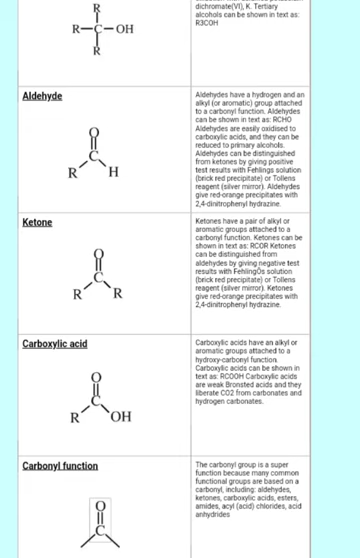 dichromate(VI), K. Tertiary
alcohols can be shown in text as:
R3COH
R
R—C—OH
R
Aldehyde
O
C
R H
Aldehydes have a hydrogen and an
alkyl (or aromatic) group attached
to a carbonyl function. Aldehydes
can be shown in text as: RCHO
Aldehydes are easily oxidised to
carboxylic acids, and they can be
reduced to primary alcohols.
Aldehydes can be distinguished
from ketones by giving positive
test results with Fehlings solution
(brick red precipitate) or Tollens
reagent (silver mirror). Aldehydes
give red-orange precipitates with
2,4-dinitrophenyl hydrazine.
Ketone
O
C
R R
Ketones have a pair of alkyl or
aromatic groups attached to a
carbonyl function. Ketones can be
shown in text as: RCOR Ketones
can be distinguished from
aldehydes by giving negative test
results with FehlingÕs solution
(brick red precipitate) or Tollens
reagent (silver mirror). Ketones
give red-orange precipitates with
2,4-dinitrophenyl hydrazine.
Carboxylic acid
O
C
R OH
Carboxylic acids have an alkyl or
aromatic groups attached to a
hydroxy-carbonyl function.
Carboxylic acids can be shown in
text as: RCOOH Carboxylic acids
are weak Bronsted acids and they
liberate CO2 from carbonates and
hydrogen carbonates.
Carbonyl function
O
C
The carbonyl group is a super
function because many common
functional groups are based on a
carbonyl, including: aldehydes,
ketones, carboxylic acids, esters,
amides, acyl (acid) chlorides, acid
anhydrides